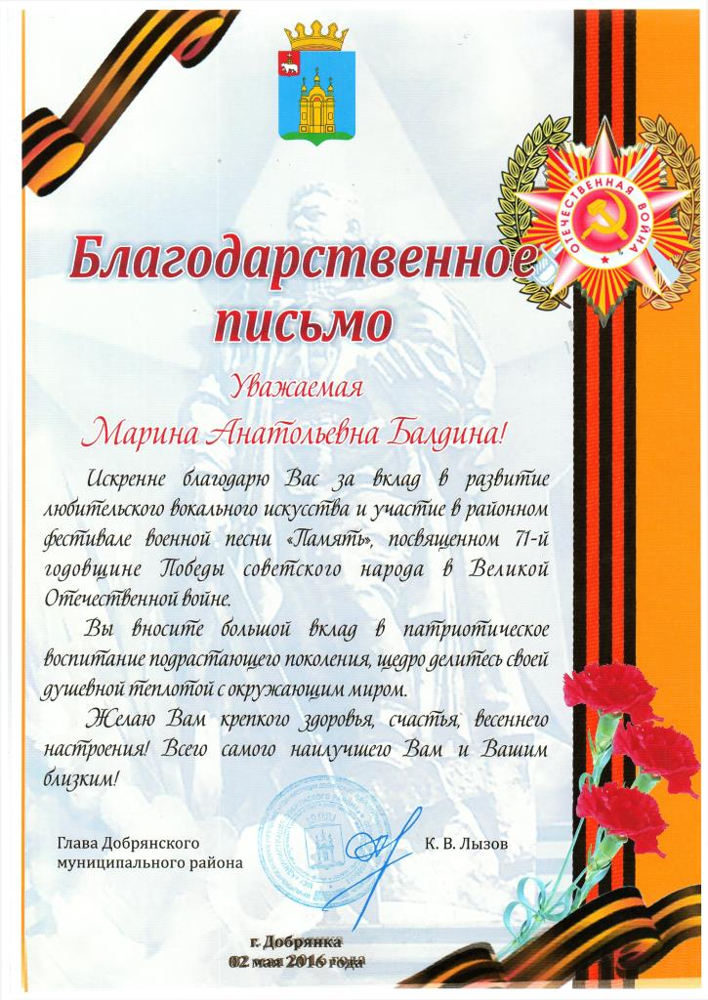 Благодарственное
письмо
Уважаемая
Марина Анатольевна Балдина!
Искренне благодарю Вас за вклад в развитие
любительского вокального искусства и участие в районном
фестивале военной песни «Память», посвященном 71-й
годовщине Победы советского народа в Великой
Отечественной войне.
Вы вносите большой вклад в патриотическое
воспитание подрастающего поколения, щедро делитесь своей
душевной теплотой с окружающим миром.
Желаю Вам крепкого здоровья, счастья, весеннего
настроения! Всего самого наилучшего Вам и Вашим
близким!
Глава Добрянского
муниципального района
К. В. Лызов
г. Добрянка
02 мая 2016 года
ОТЕЧЕСТВЕННАЯ ВОЙНА